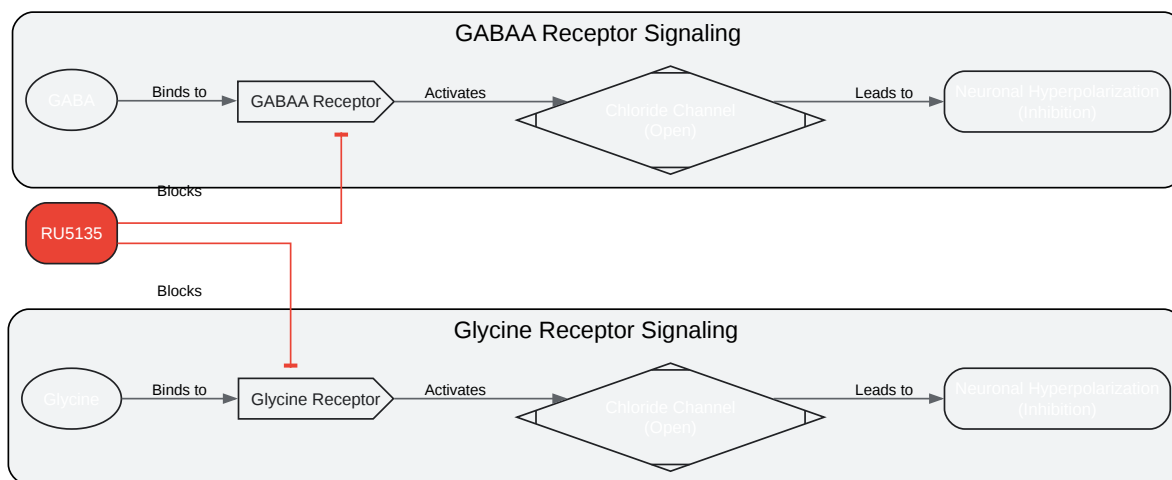 GABAA Receptor Signaling
GABA
Binds to
GABAA Receptor
Activates
Chloride Channel
(Open)
Leads to
Neuronal Hyperpolarization
(Inhibition)
Blocks
RU5135
Blocks
Glycine Receptor Signaling
Glycine
Binds to
Glycine Receptor
Activates
Chloride Channel
(Open)
Leads to
Neuronal Hyperpolarization
(Inhibition)